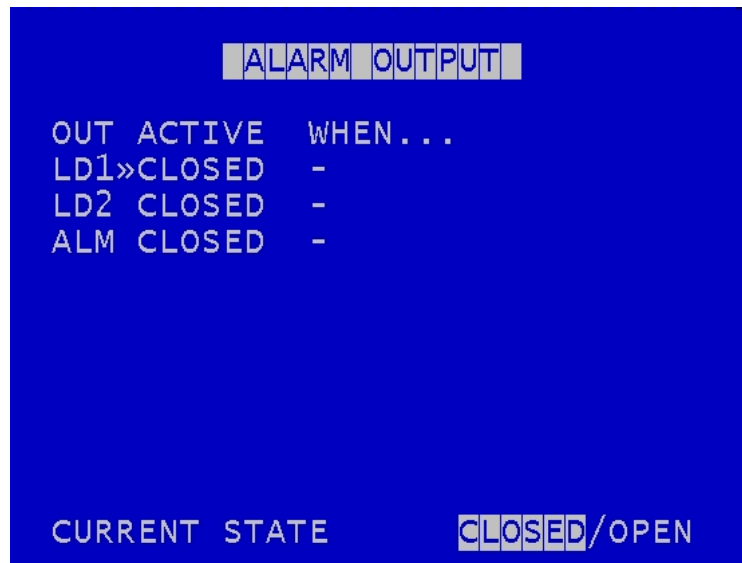 ALARM OUTPUT
OUT ACTIVE WHEN...
LD1»CLOSED -
LD2 CLOSED -
ALM CLOSED -
CURRENT STATE CLOSED/OPEN